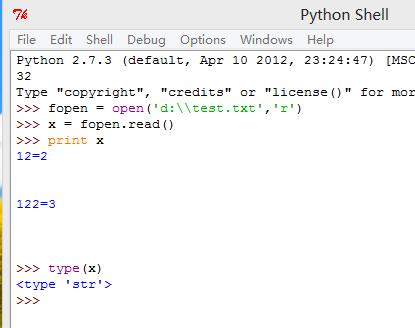 Python Shell
File Edit Shell Debug Options Windows Help
Python 2.7.3 (default, Apr 10 2012, 23:24:47) [MSC
32
Type "copyright", "credits" or "license()" for mor
>>> fopen = open('d:\\test.txt','r')
>>> x = fopen.read()
>>> print x
12=2
122=3
>>> type(x)
<type 'str'>
>>>